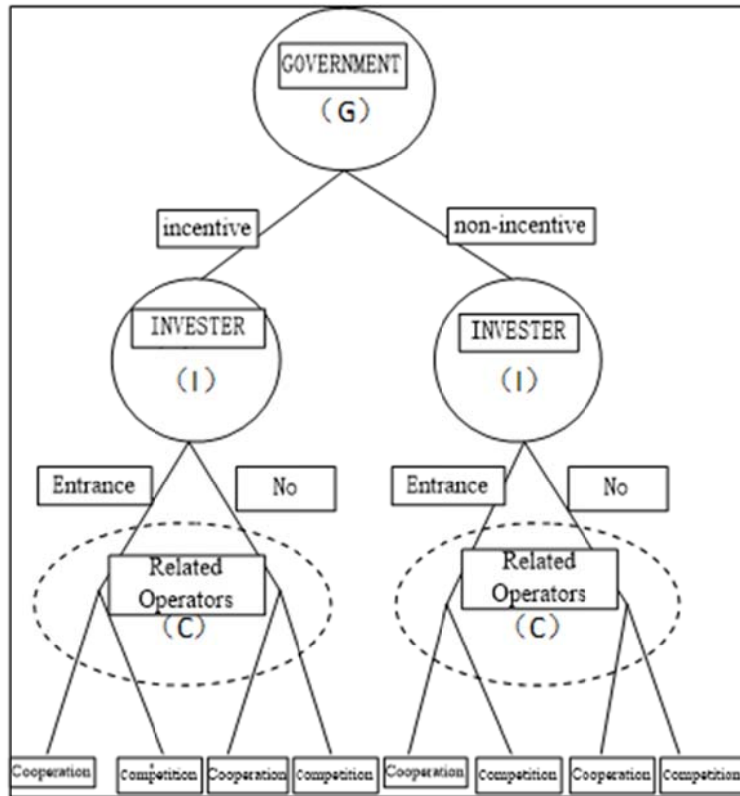 GOVERNMENT
（G）
incentive
non-incentive
INVESTER
（I）
INVESTER
（I）
Entrance
No
Entrance
No
Related
Operators
（C）
Related
Operators
（C）
Cooperation
Competition
Cooperation
Competition
Cooperation
Competition
Cooperation
Competition